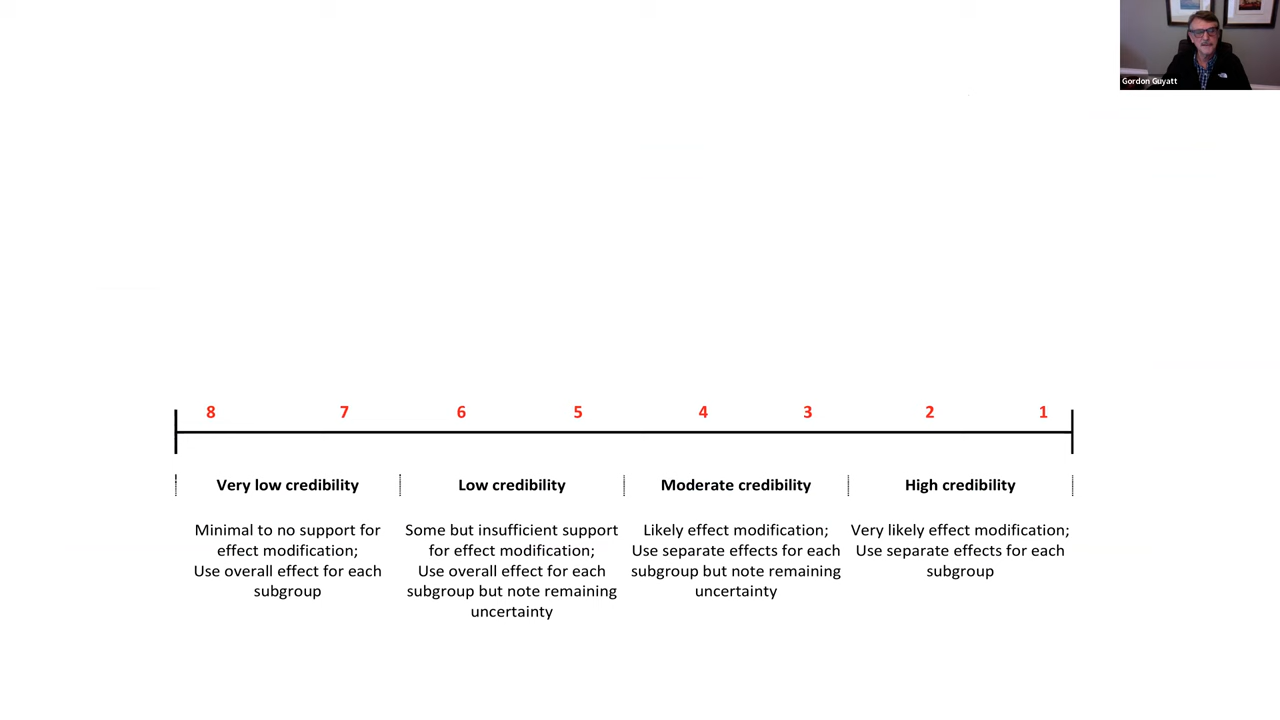 Gordon Guyatt
8 7 6 5 4 3 2 1
Very low credibility
Minimal to no support for
effect modification;
Use overall effect for each
subgroup
Low credibility
Some but insufficient support
for effect modification;
Use overall effect for each
subgroup but note remaining
uncertainty
Moderate credibility
Likely effect modification;
Use separate effects for each
subgroup but note remaining
uncertainty
High credibility
Very likely effect modification;
Use separate effects for each
subgroup